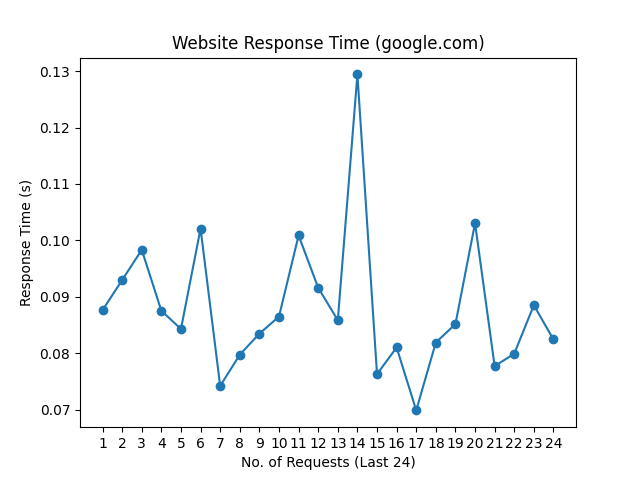 Website Response Time (google.com)
0.13
0.12
0.11
0.10
0.09
0.08
0.07
Response Time (s)
1 2 3 4 5 6 7 8 9 10 11 12 13 14 15 16 17 18 19 20 21 22 23 24
No. of Requests (Last 24)